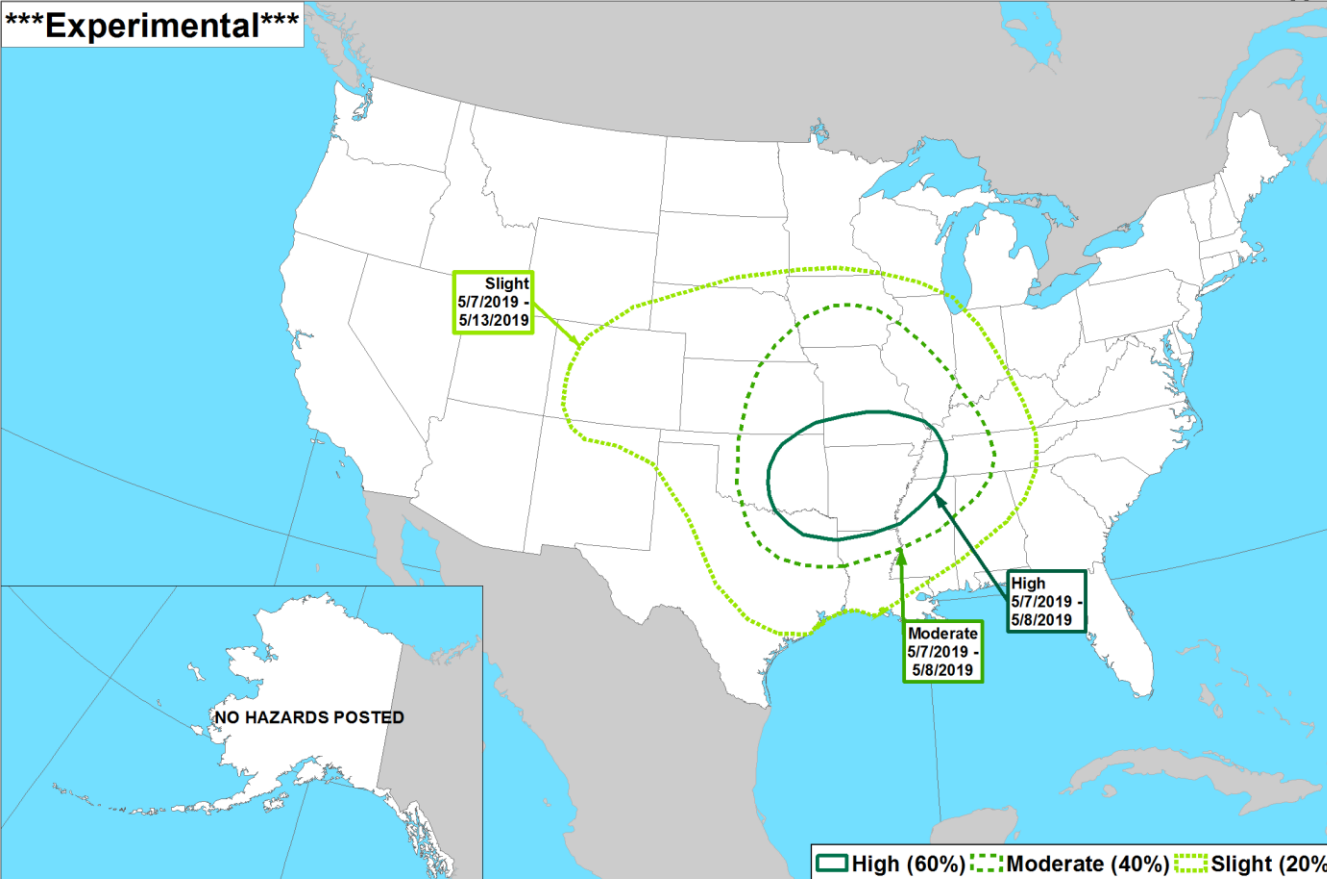 ***Experimental***
Slight
5/7/2019 -
5/13/2019
High
5/7/2019 -
5/8/2019
Moderate
5/7/2019 -
5/8/2019
NO HAZARDS POSTED
High (60%) Moderate (40%) Slight (20%